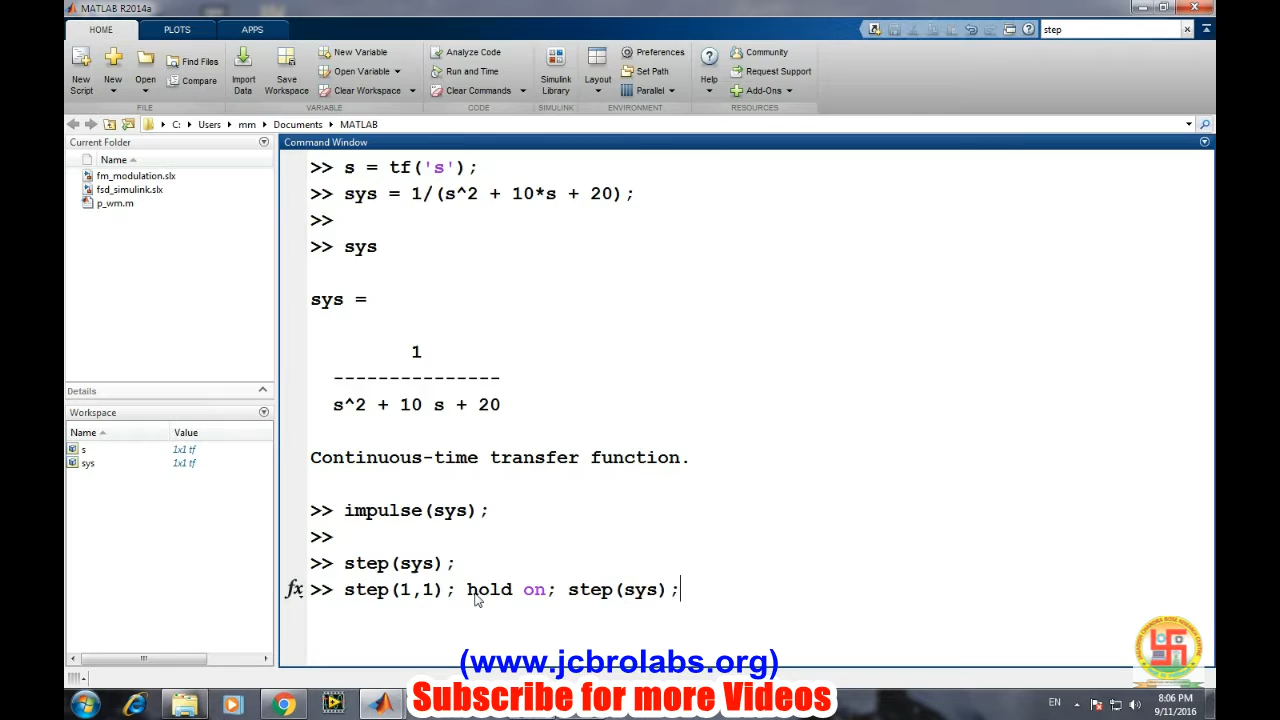 MATLAB R2014a
HOME PLOTS APPS
step
New Script
New
Open
Find Files
Compare
Import Data
Save Workspace
New Variable
Open Variable
Clear Workspace
Analyze Code
Run and Time
Clear Commands
Simulink Library
Layout
Preferences
Set Path
Parallel
Help
Community
Request Support
Add-Ons
FILE VARIABLE CODE SIMULINK ENVIRONMENT RESOURCES
C: Users mm Documents MATLAB
Current Folder
Name
fm_modulation.slx
fsd_simulink.slx
p_wm.m
Details
Workspace
Name Value
s 1x1 tf
sys 1x1 tf
Command Window
>> s = tf('s');
>> sys = 1/(s^2 + 10*s + 20);
>>
>> sys
sys =
1
---------------
s^2 + 10 s + 20
Continuous-time transfer function.
>> impulse(sys);
>>
>> step(sys);
fx >> step(1,1); hold on; step(sys);
(www.jcbrolabs.org)
Subscribe for more Videos
EN
8:06 PM
9/11/2016